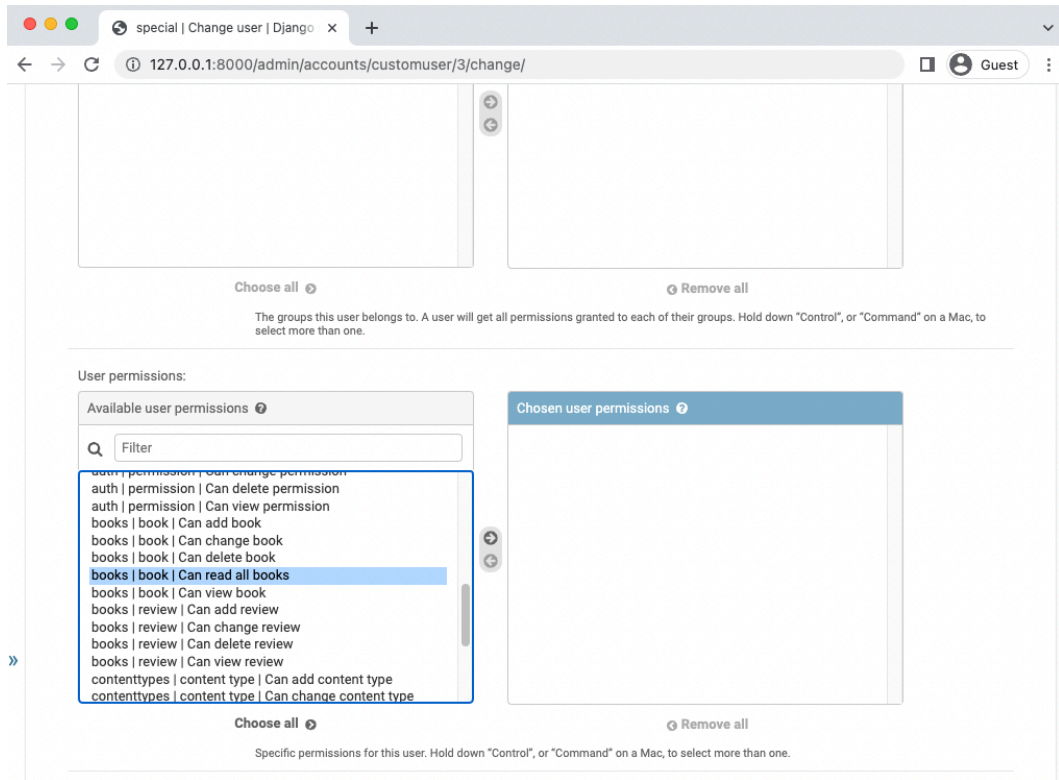 special | Change user | Django
127.0.0.1:8000/admin/accounts/customuser/3/change/
Guest
Choose all
Remove all
The groups this user belongs to. A user will get all permissions granted to each of their groups. Hold down "Control", or "Command" on a Mac, to
select more than one.
User permissions:
Available user permissions
Chosen user permissions
Filter
auth | permission | Can change permission
auth | permission | Can delete permission
auth | permission | Can view permission
books | book | Can add book
books | book | Can change book
books | book | Can delete book
books | book | Can read all books
books | book | Can view book
books | review | Can add review
books | review | Can change review
books | review | Can delete review
books | review | Can view review
contenttypes | content type | Can add content type
contenttypes | content type | Can change content type
Choose all
Remove all
Specific permissions for this user. Hold down "Control", or "Command" on a Mac, to select more than one.